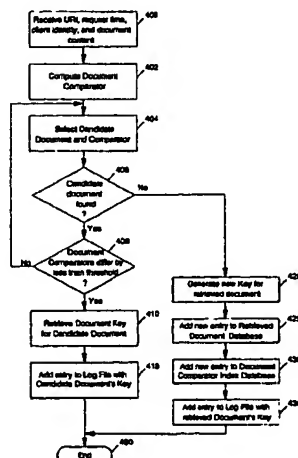 400
Receive URL, request time,
client identity, and document
content
402
Compute Document
Comparator
404
Select Candidate
Document and Comparator
406
Candidate
document
found
?
No
Yes
408
Document
Comparators differ by
less than threshold
?
No
Yes
410
Retrieve Document Key
for Candidate Document
Add entry to Log File with
Candidate Document's Key
Generate new Key for
retrieved document
Add new entry to Retrieved
Document Database
Add new entry to Document
Comparator Index Database
Add entry to Log File with
retrieved Document's Key
End